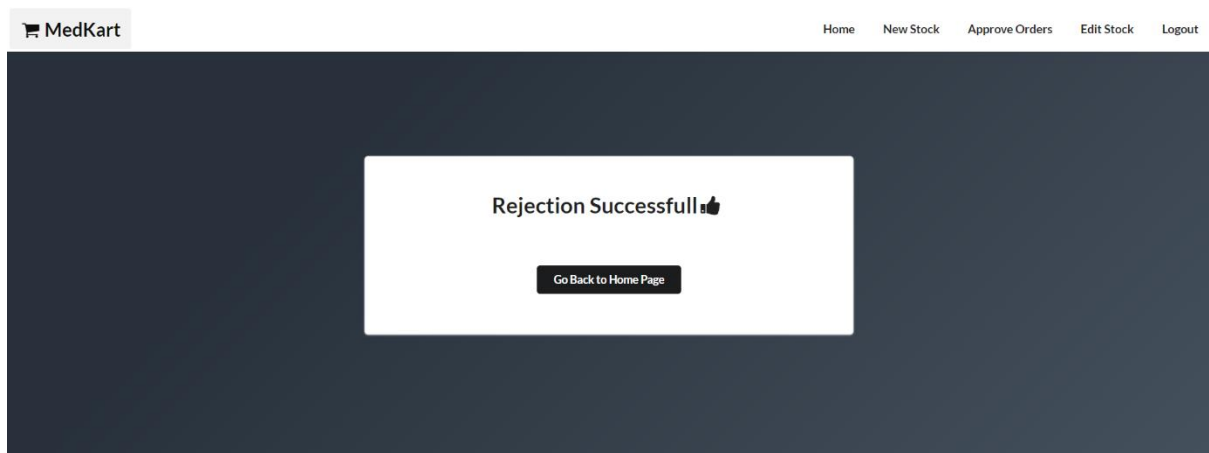 MedKart
Home New Stock Approve Orders Edit Stock Logout
Rejection Successfull
Go Back to Home Page